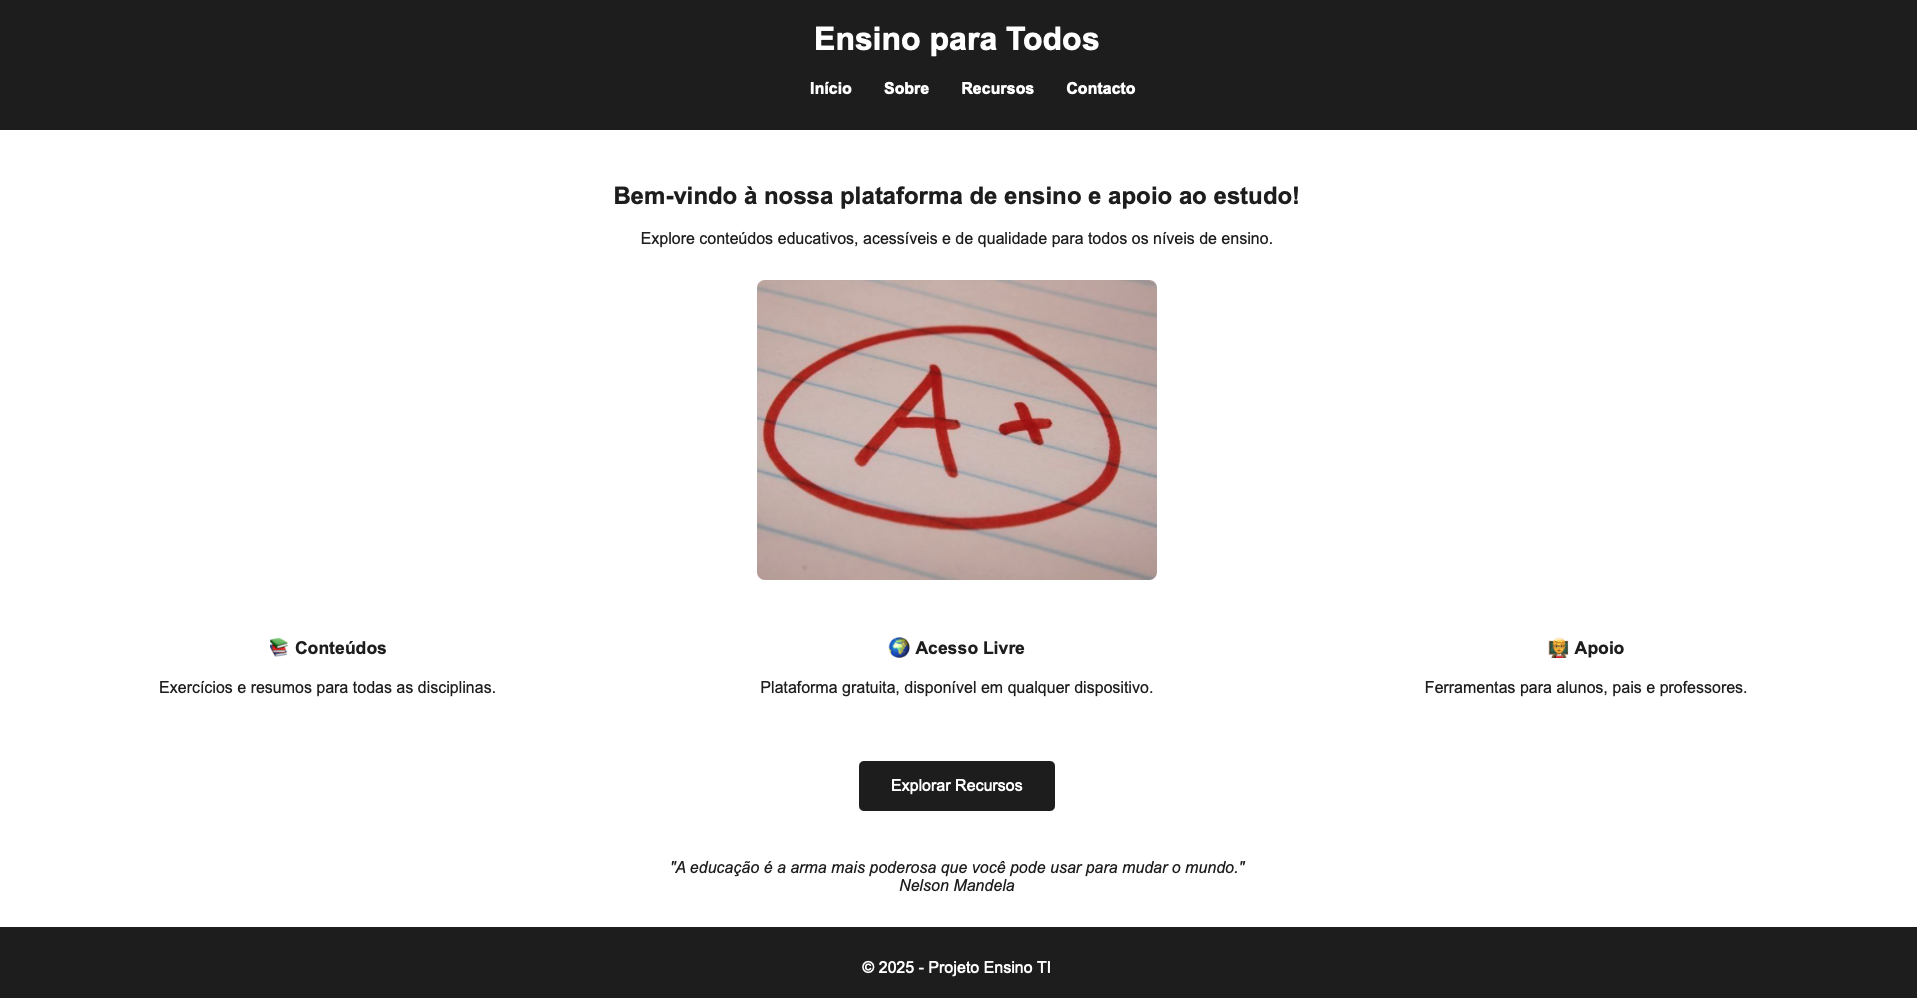 Ensino para Todos
Início Sobre Recursos Contacto
Bem-vindo à nossa plataforma de ensino e apoio ao estudo!
Explore conteúdos educativos, acessíveis e de qualidade para todos os níveis de ensino.
A+
📚 Conteúdos
Exercícios e resumos para todas as disciplinas.
🌍 Acesso Livre
Plataforma gratuita, disponível em qualquer dispositivo.
🧑‍🏫 Apoio
Ferramentas para alunos, pais e professores.
Explorar Recursos
"A educação é a arma mais poderosa que você pode usar para mudar o mundo."
Nelson Mandela
© 2025 - Projeto Ensino TI